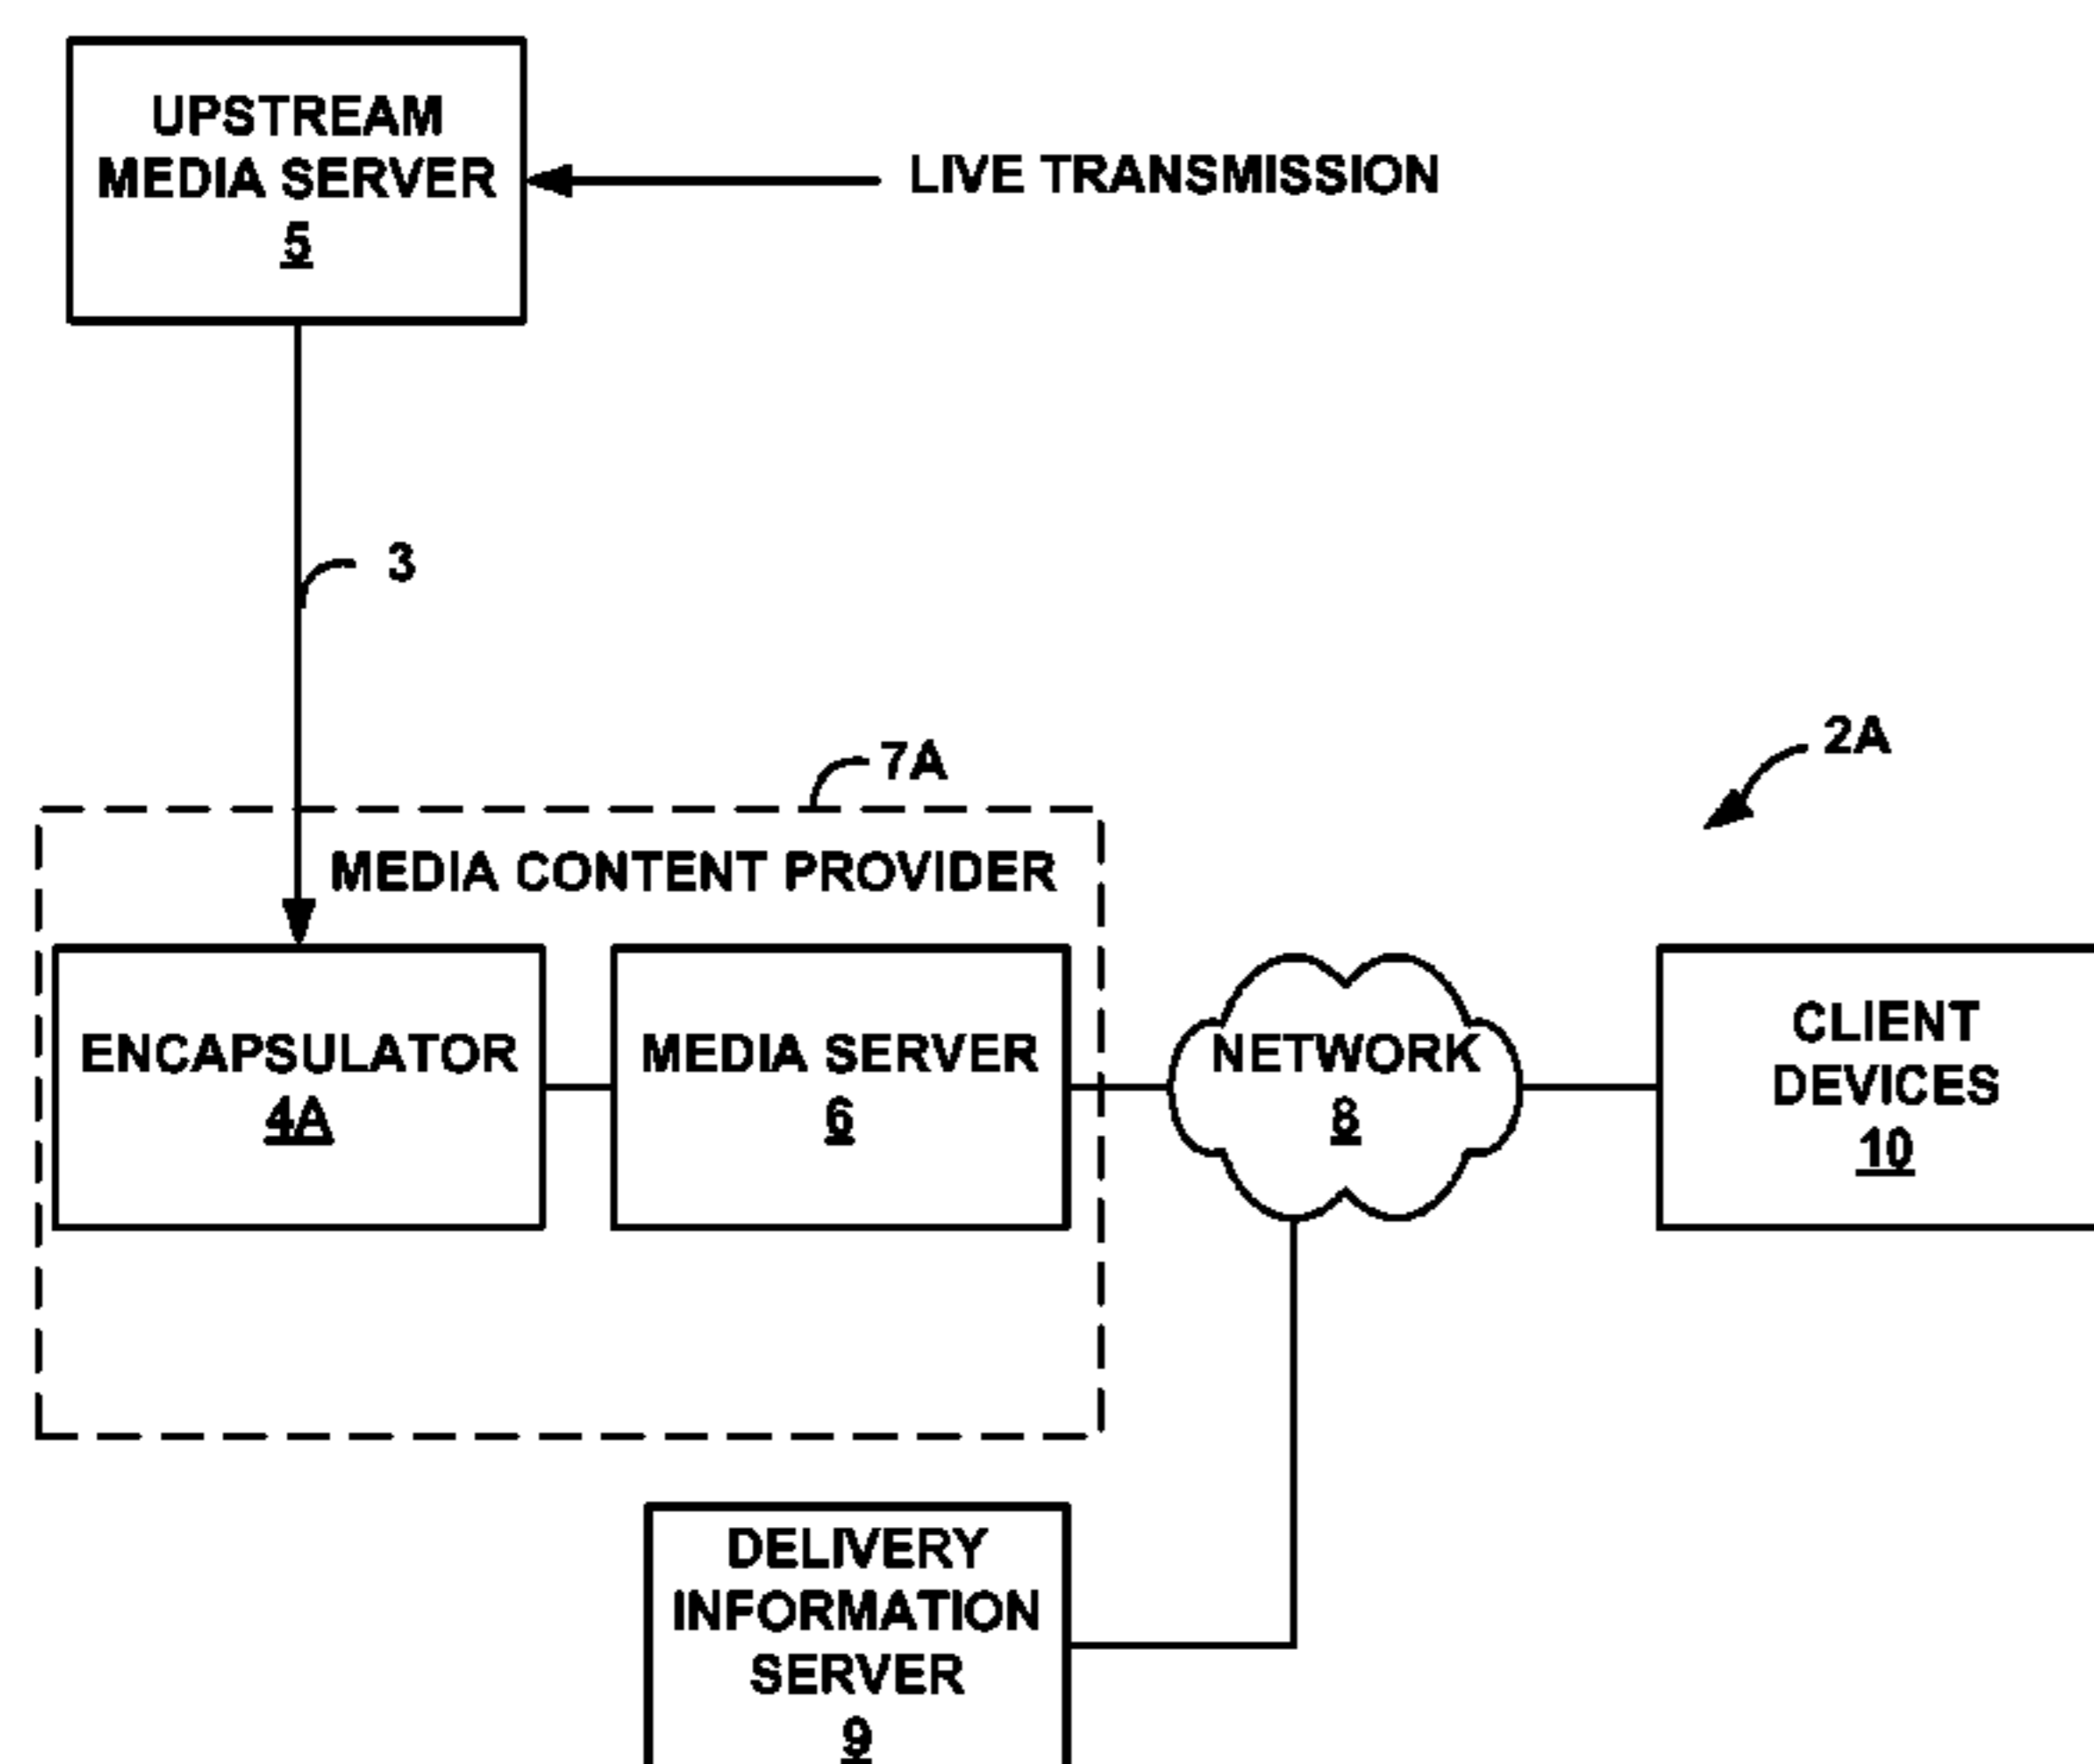 UPSTREAM
MEDIA SERVER
5
LIVE TRANSMISSION
3
7A
2A
MEDIA CONTENT PROVIDER
ENCAPSULATOR
4A
MEDIA SERVER
6
NETWORK
8
CLIENT
DEVICES
10
DELIVERY
INFORMATION
SERVER
9